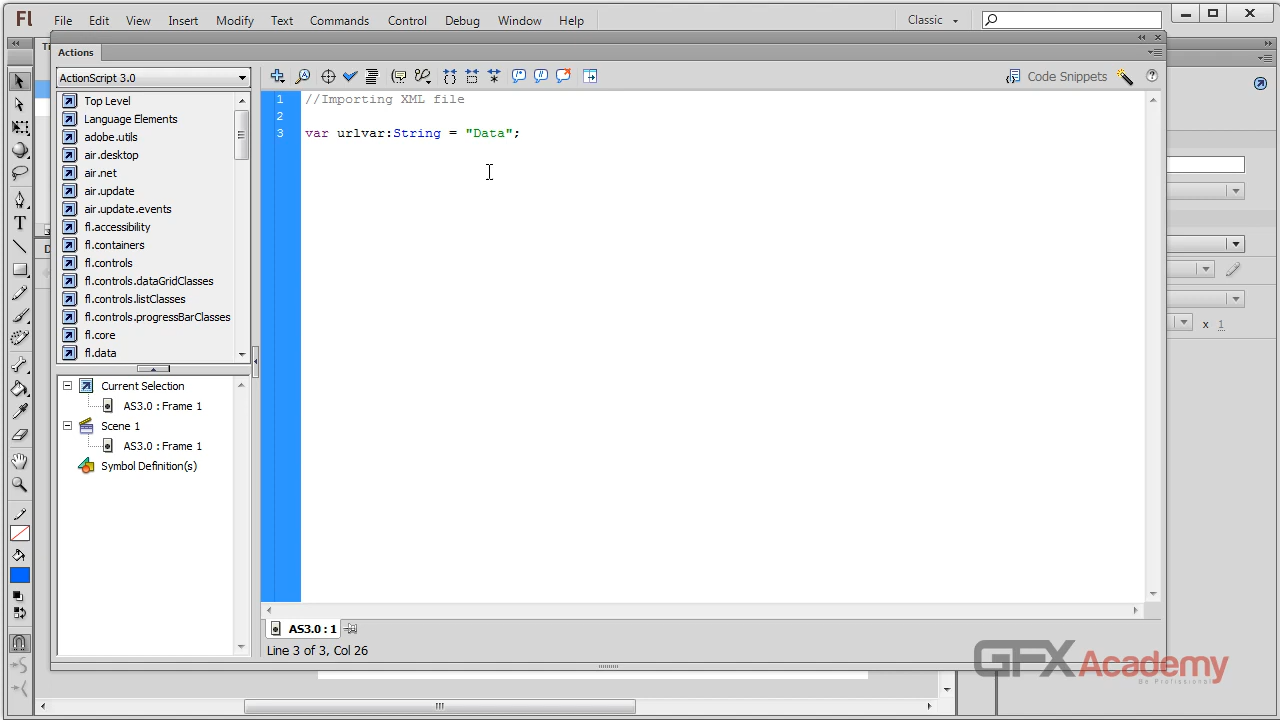 Fl File Edit View Insert Modify Text Commands Control Debug Window Help Classic
Actions
ActionScript 3.0
Code Snippets
Top Level
Language Elements
adobe.utils
air.desktop
air.net
air.update
air.update.events
fl.accessibility
fl.containers
fl.controls
fl.controls.dataGridClasses
fl.controls.listClasses
fl.controls.progressBarClasses
fl.core
fl.data
1 //Importing XML file
2
3 var urlvar:String = "Data";
Current Selection
AS3.0 : Frame 1
Scene 1
AS3.0 : Frame 1
Symbol Definition(s)
x 1
AS3.0 : 1
Line 3 of 3, Col 26
GFXAcademy
Be Profissional